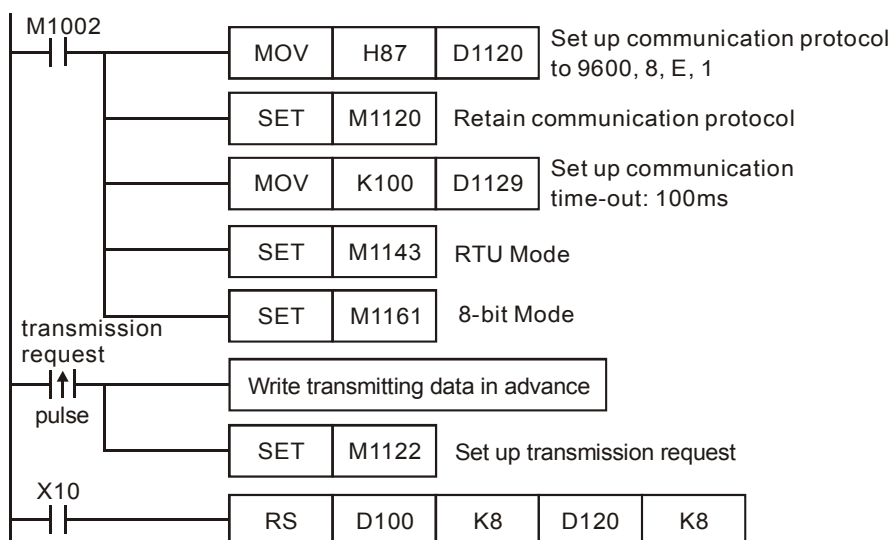 M1002
MOV H87 D1120 Set up communication protocol
to 9600, 8, E, 1
SET M1120 Retain communication protocol
MOV K100 D1129 Set up communication
time-out: 100ms
SET M1143 RTU Mode
SET M1161 8-bit Mode
transmission
request
pulse
Write transmitting data in advance
SET M1122 Set up transmission request
X10
RS D100 K8 D120 K8